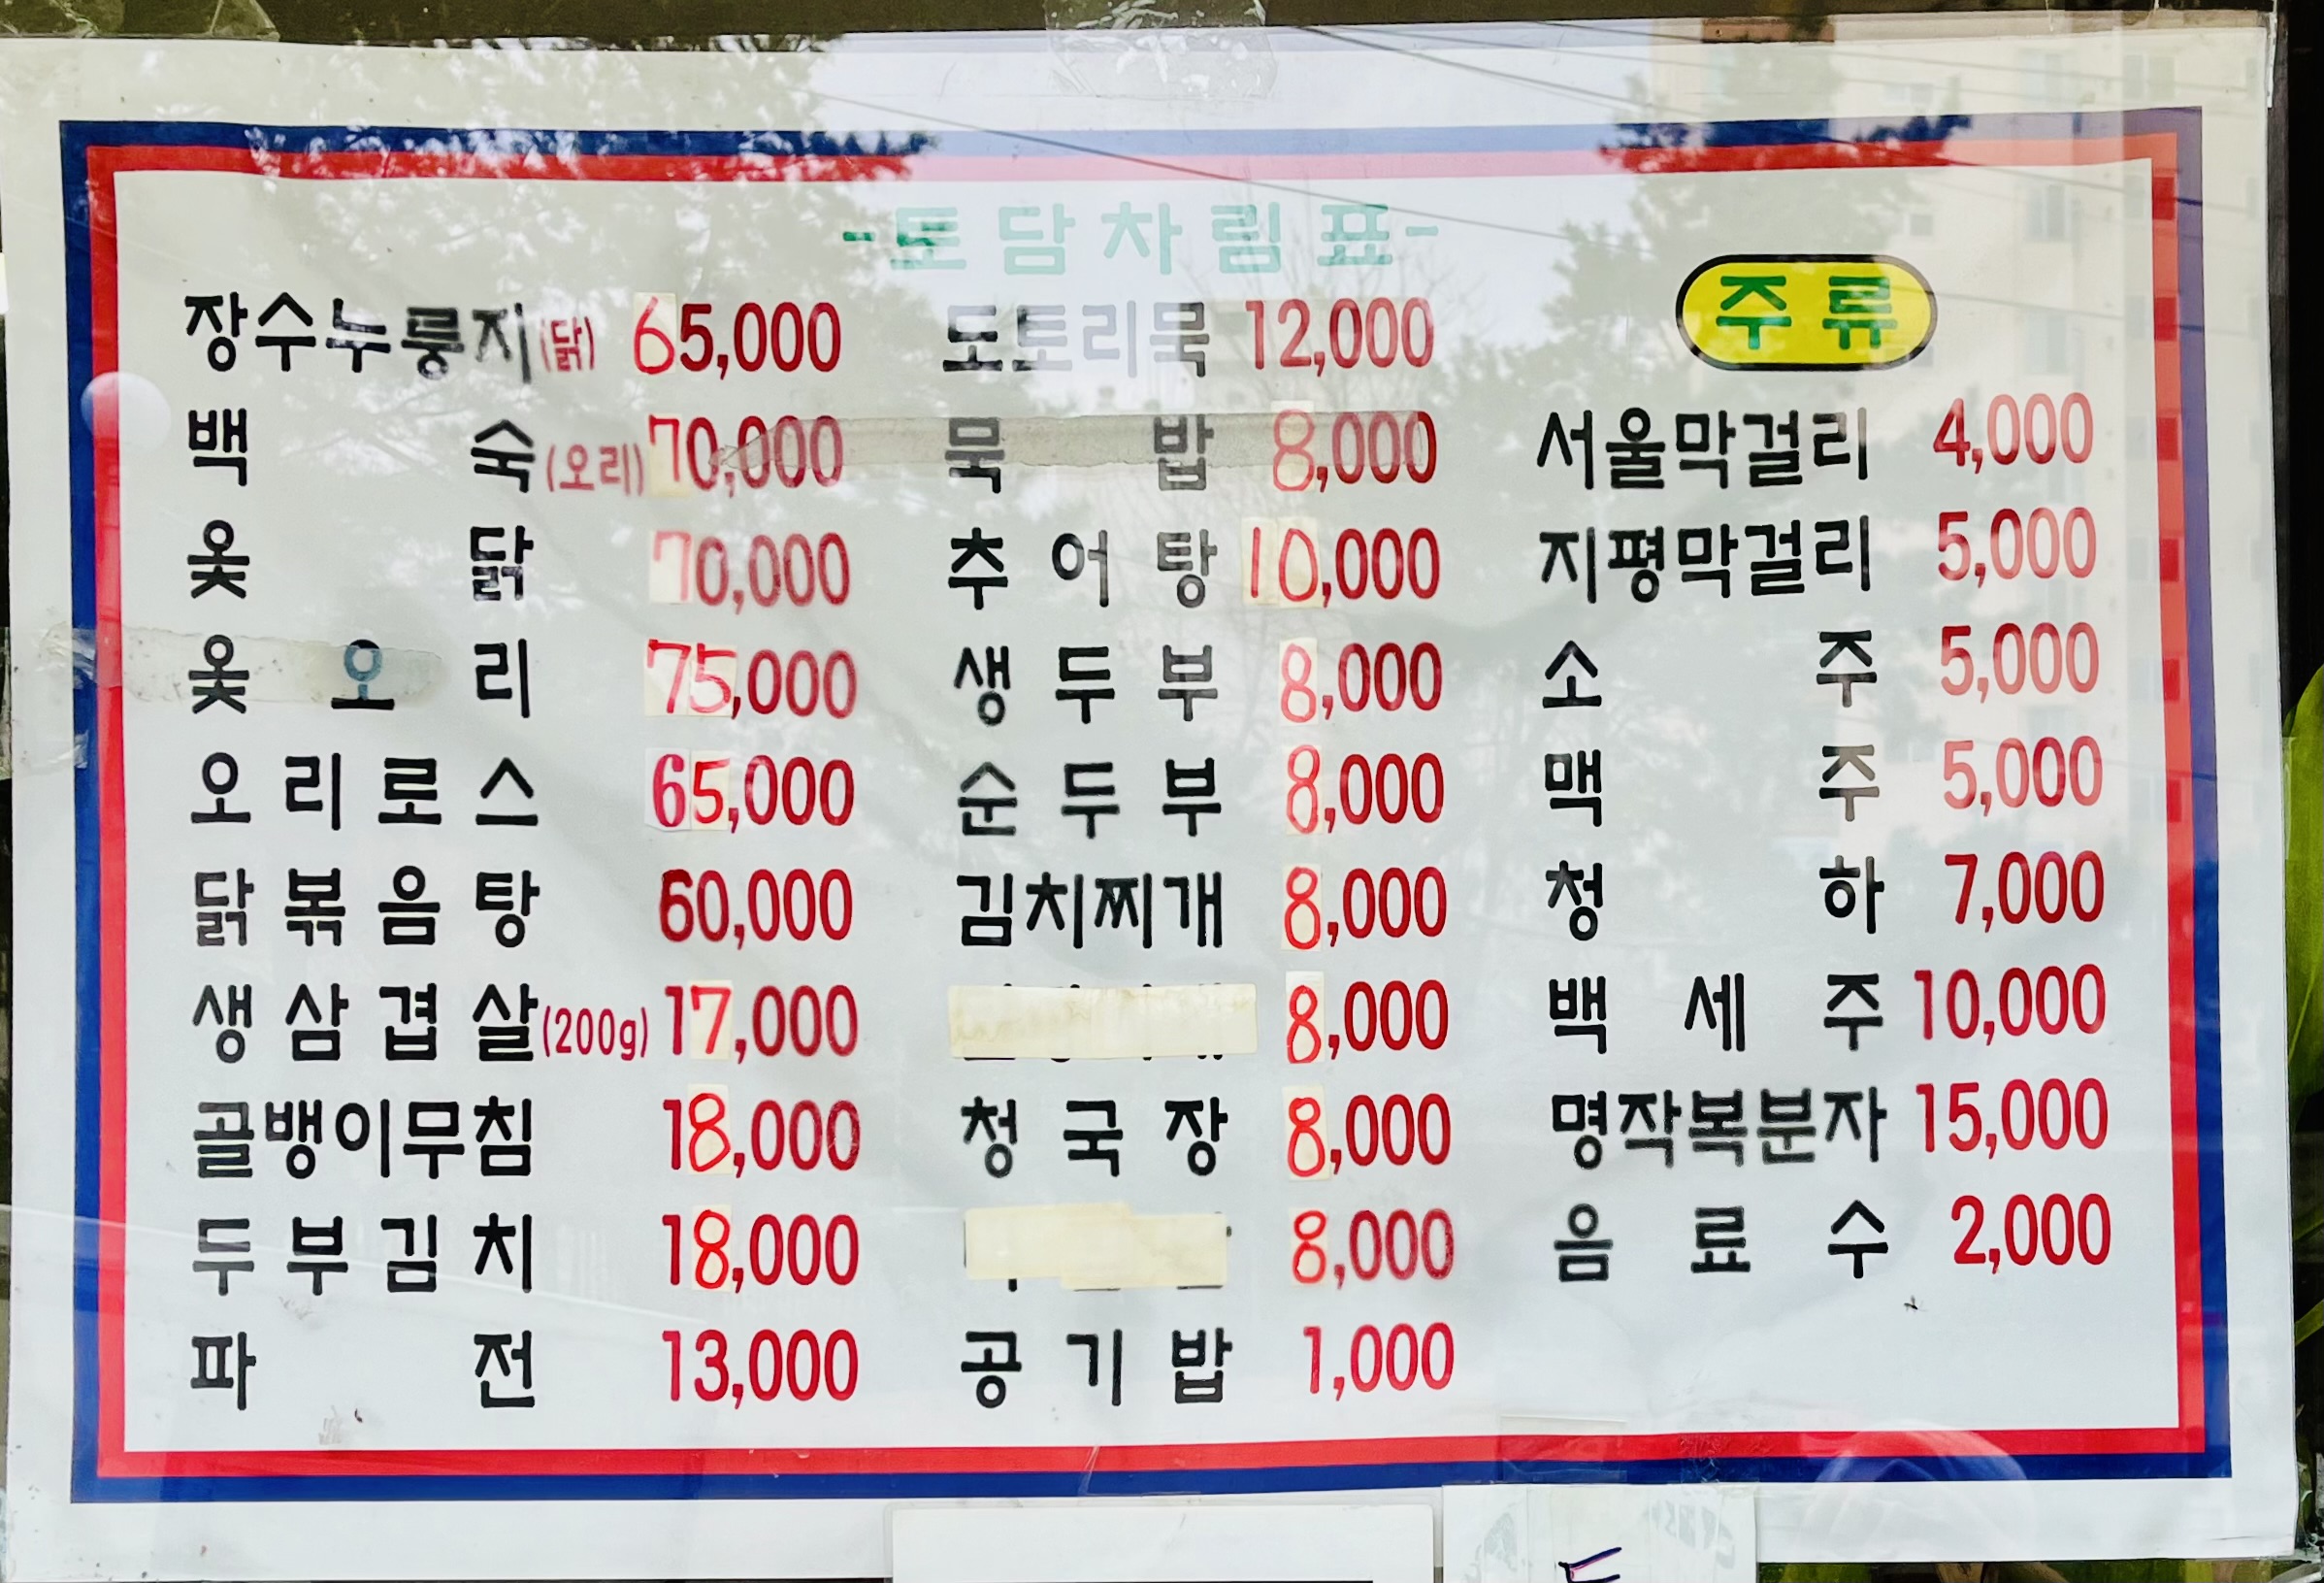 -토담차림표-
장수누룽지(닭) 65,000
백숙(오리) 70,000
옻닭 70,000
옻오리 75,000
오리로스 65,000
닭볶음탕 60,000
생삼겹살(200g) 17,000
골뱅이무침 18,000
두부김치 18,000
파전 13,000
도토리묵 12,000
묵밥 8,000
추어탕 10,000
생두부 8,000
순두부 8,000
김치찌개 8,000
8,000
청국장 8,000
8,000
공기밥 1,000
주류
서울막걸리 4,000
지평막걸리 5,000
소주 5,000
맥주 5,000
청하 7,000
백세주 10,000
명작복분자 15,000
음료수 2,000